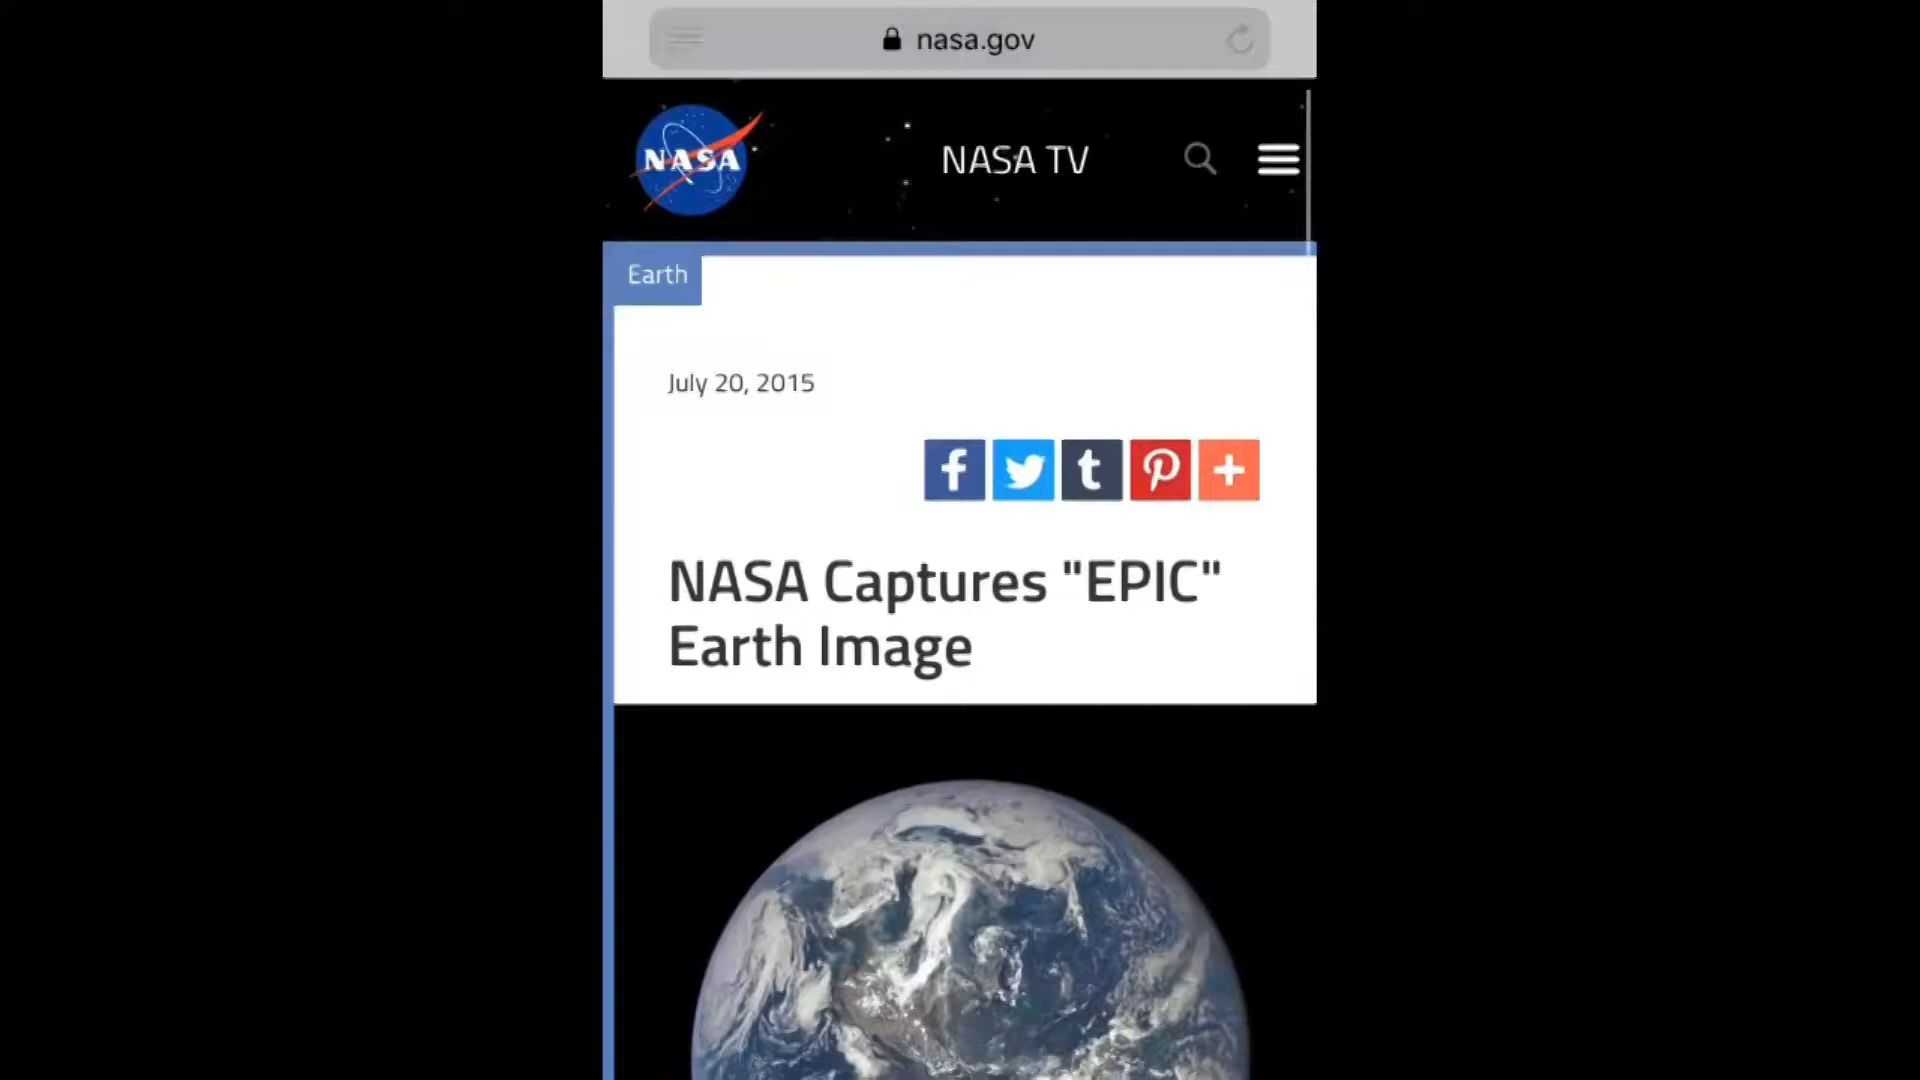 nasa.gov
NASA
NASA TV
Earth
July 20, 2015
NASA Captures "EPIC"
Earth Image